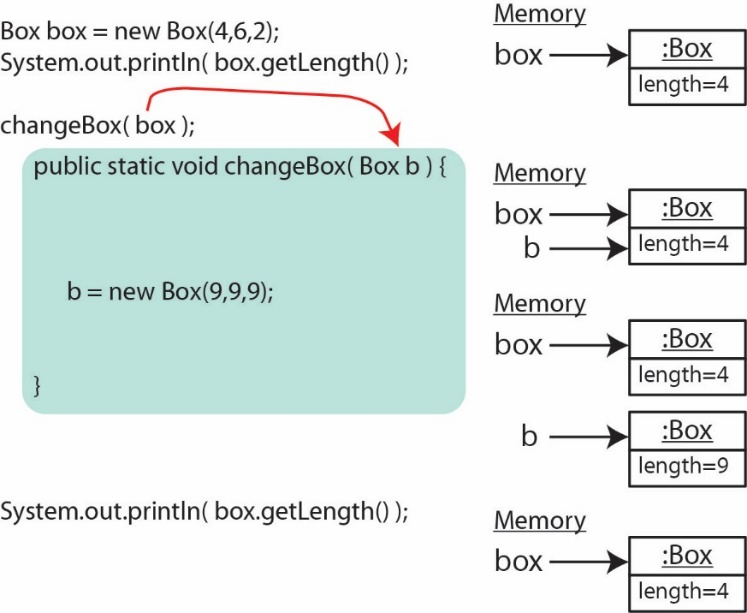 Box box = new Box(4,6,2);
System.out.println( box.getLength() );
changeBox( box );
public static void changeBox( Box b ) {
b = new Box(9,9,9);
}
System.out.println( box.getLength() );
Memory
box
:Box
length=4
Memory
box
b
:Box
length=4
Memory
box
:Box
length=4
b
:Box
length=9
Memory
box
:Box
length=4